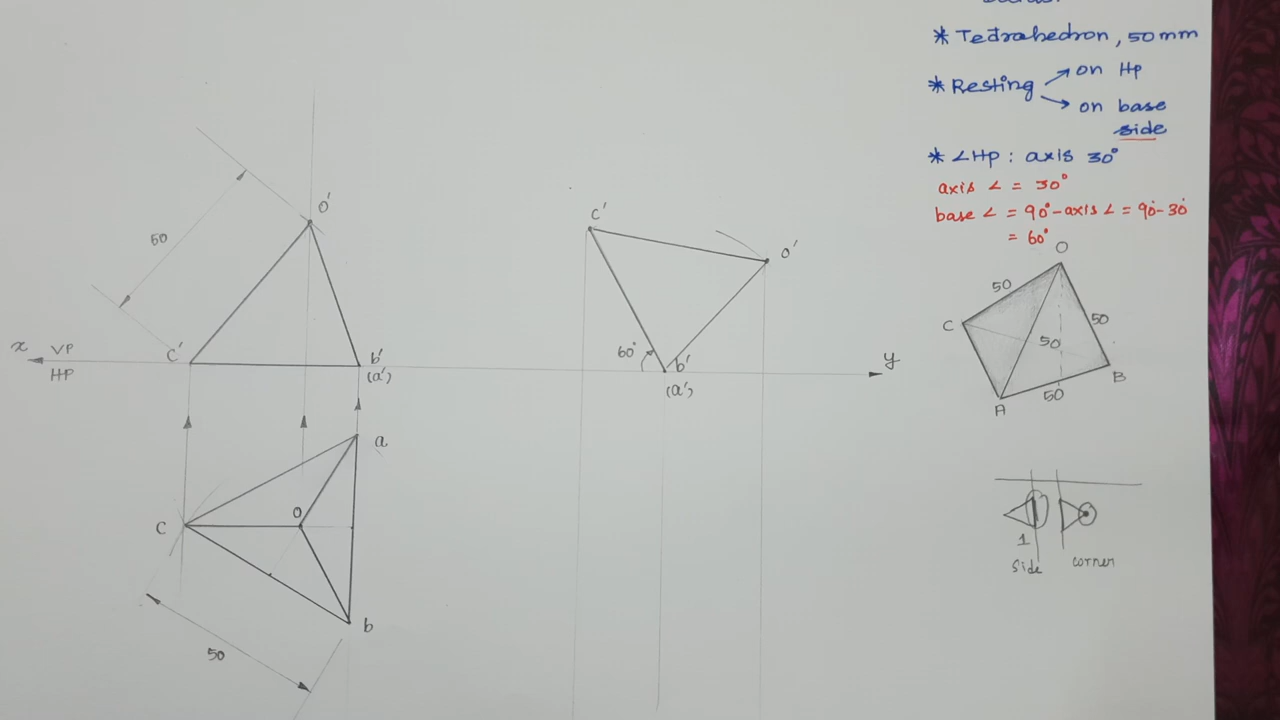 * Tetrahedron, 50mm
* Resting → on Hp
→ on base
side
* ∠Hp: axis 30°
axis ∠ = 30°
base ∠ = 90° - axis ∠ = 90° - 30°
= 60°
O
50
C
50
50
B
50
A
1
side
corner
o'
50
x
VP
HP
c'
b'
(a')
a
c
o
b
50
c'
o'
60°
b'
(a')
y